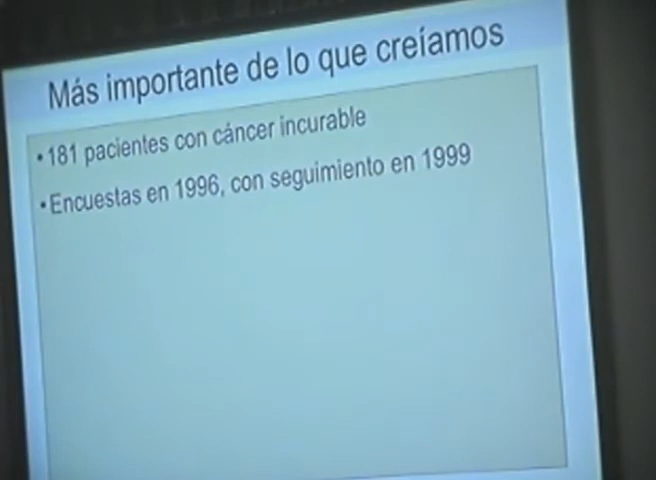 Más importante de lo que creíamos
•181 pacientes con cáncer incurable
•Encuestas en 1996, con seguimiento en 1999